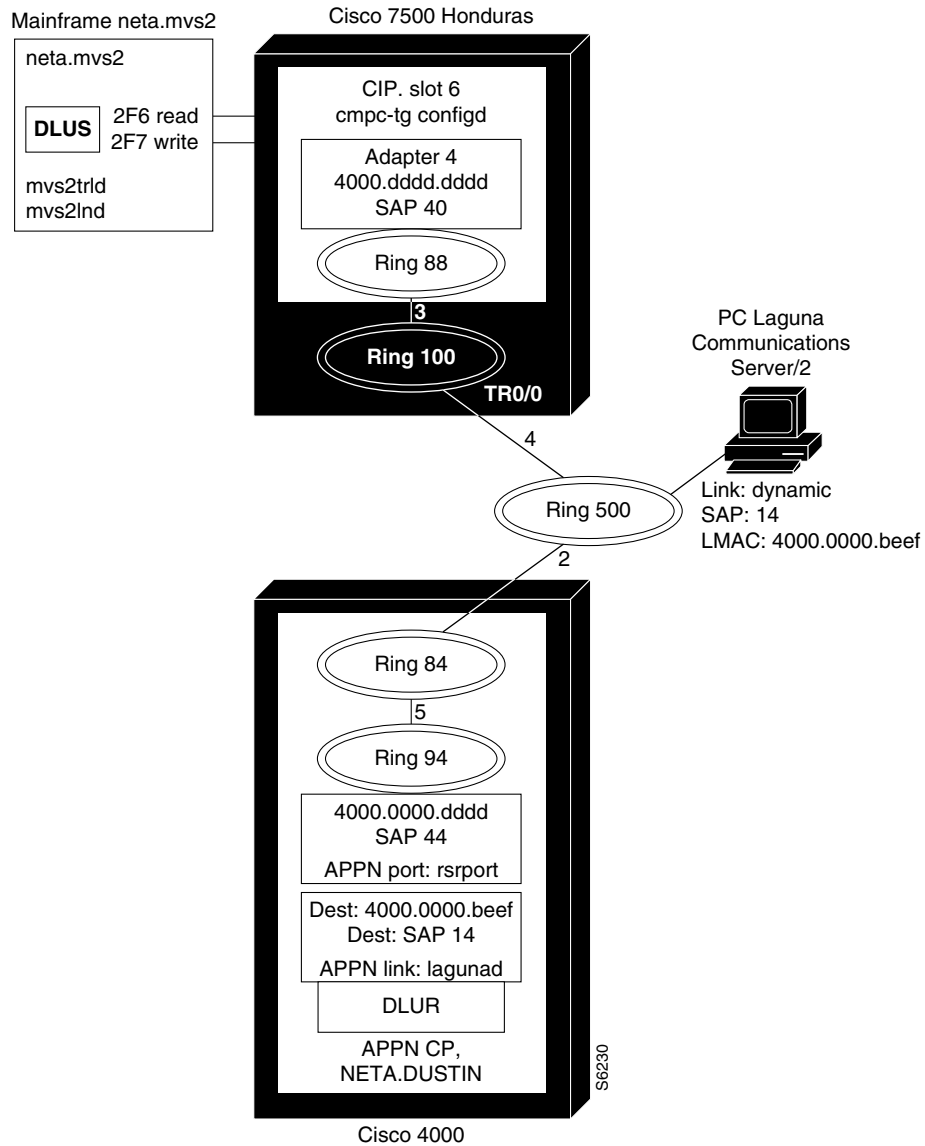 Mainframe neta.mvs2
neta.mvs2
DLUS
2F6 read
2F7 write
mvs2trld
mvs2lnd
Cisco 7500 Honduras
CIP. slot 6
cmpc-tg configd
Adapter 4
4000.dddd.dddd
SAP 40
Ring 88
3
Ring 100
TR0/0
4
PC Laguna
Communications
Server/2
Link: dynamic
SAP: 14
LMAC: 4000.0000.beef
Ring 500
2
Ring 84
5
Ring 94
4000.0000.dddd
SAP 44
APPN port: rsrport
Dest: 4000.0000.beef
Dest: SAP 14
APPN link: lagunad
DLUR
APPN CP,
NETA.DUSTIN
S6230
Cisco 4000